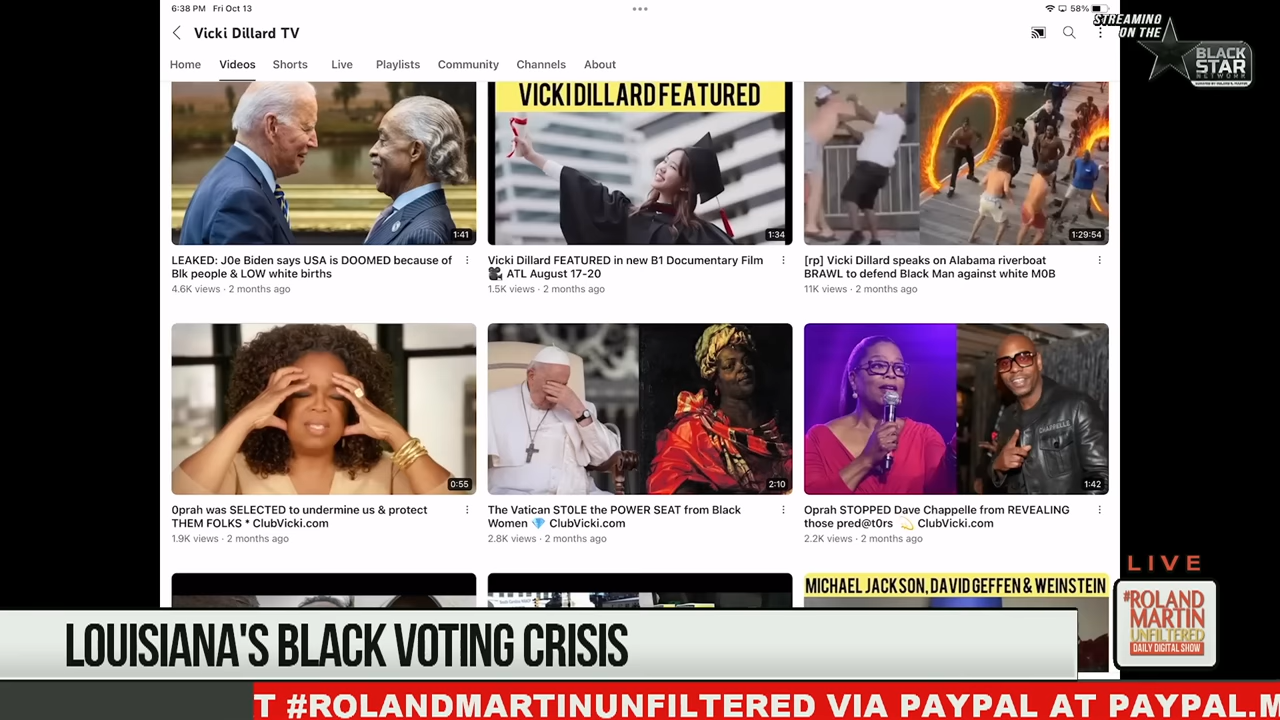 6:38 PM Fri Oct 13
58%
STREAMING
ON THE
BLACK
STAR
NETWORK
Vicki Dillard TV
Home Videos Shorts Live Playlists Community Channels About
VICKI DILLARD FEATURED
1:41
1:34
1:29:54
LEAKED: J0e Biden says USA is DOOMED because of
Blk people & LOW white births
4.6K views · 2 months ago
Vicki Dillard FEATURED in new B1 Documentary Film
🎥 ATL August 17-20
1.5K views · 2 months ago
[rp] Vicki Dillard speaks on Alabama riverboat
BRAWL to defend Black Man against white M0B
11K views · 2 months ago
CHAPPELLE
0:55
2:10
1:42
0prah was SELECTED to undermine us & protect
THEM FOLKS * ClubVicki.com
1.9K views · 2 months ago
The Vatican ST0LE the POWER SEAT from Black
Women 💎 ClubVicki.com
2.8K views · 2 months ago
Oprah STOPPED Dave Chappelle from REVEALING
those pred@t0rs 💫 ClubVicki.com
2.2K views · 2 months ago
MICHAEL JACKSON, DAVID GEFFEN & WEINSTEIN
LIVE
#ROLAND
MARTIN
UNFILTERED
DAILY DIGITAL SHOW
LOUISIANA'S BLACK VOTING CRISIS
T #ROLANDMARTINUNFILTERED VIA PAYPAL AT PAYPAL.M